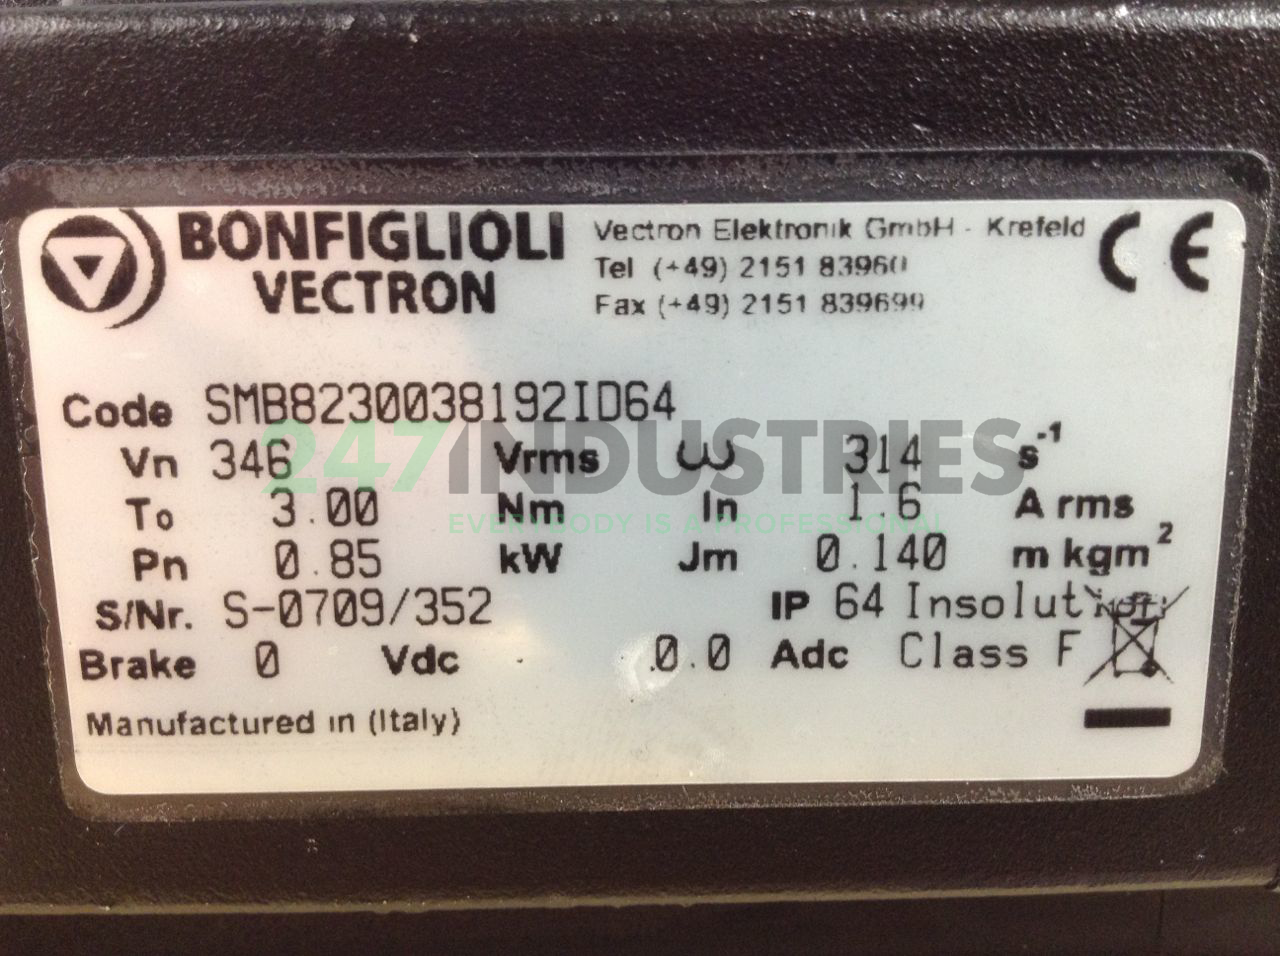 BONFIGLIOLI
VECTRON
Vectron Elektronik GmbH - Krefeld
Tel (+49) 2151 83960
Fax (+49) 2151 839699
CE
Code SMB8230038192ID64
Vn 346 Vrms ω 314 s⁻¹
To 3.00 Nm In 1.6 A rms
Pn 0.85 kW Jm 0.140 m kgm²
S/Nr. S-0709/352 IP 64 Insolution
Brake 0 Vdc 0.0 Adc Class F
Manufactured in (Italy)
247INDUSTRIES
EVERYBODY IS A PROFESSIONAL